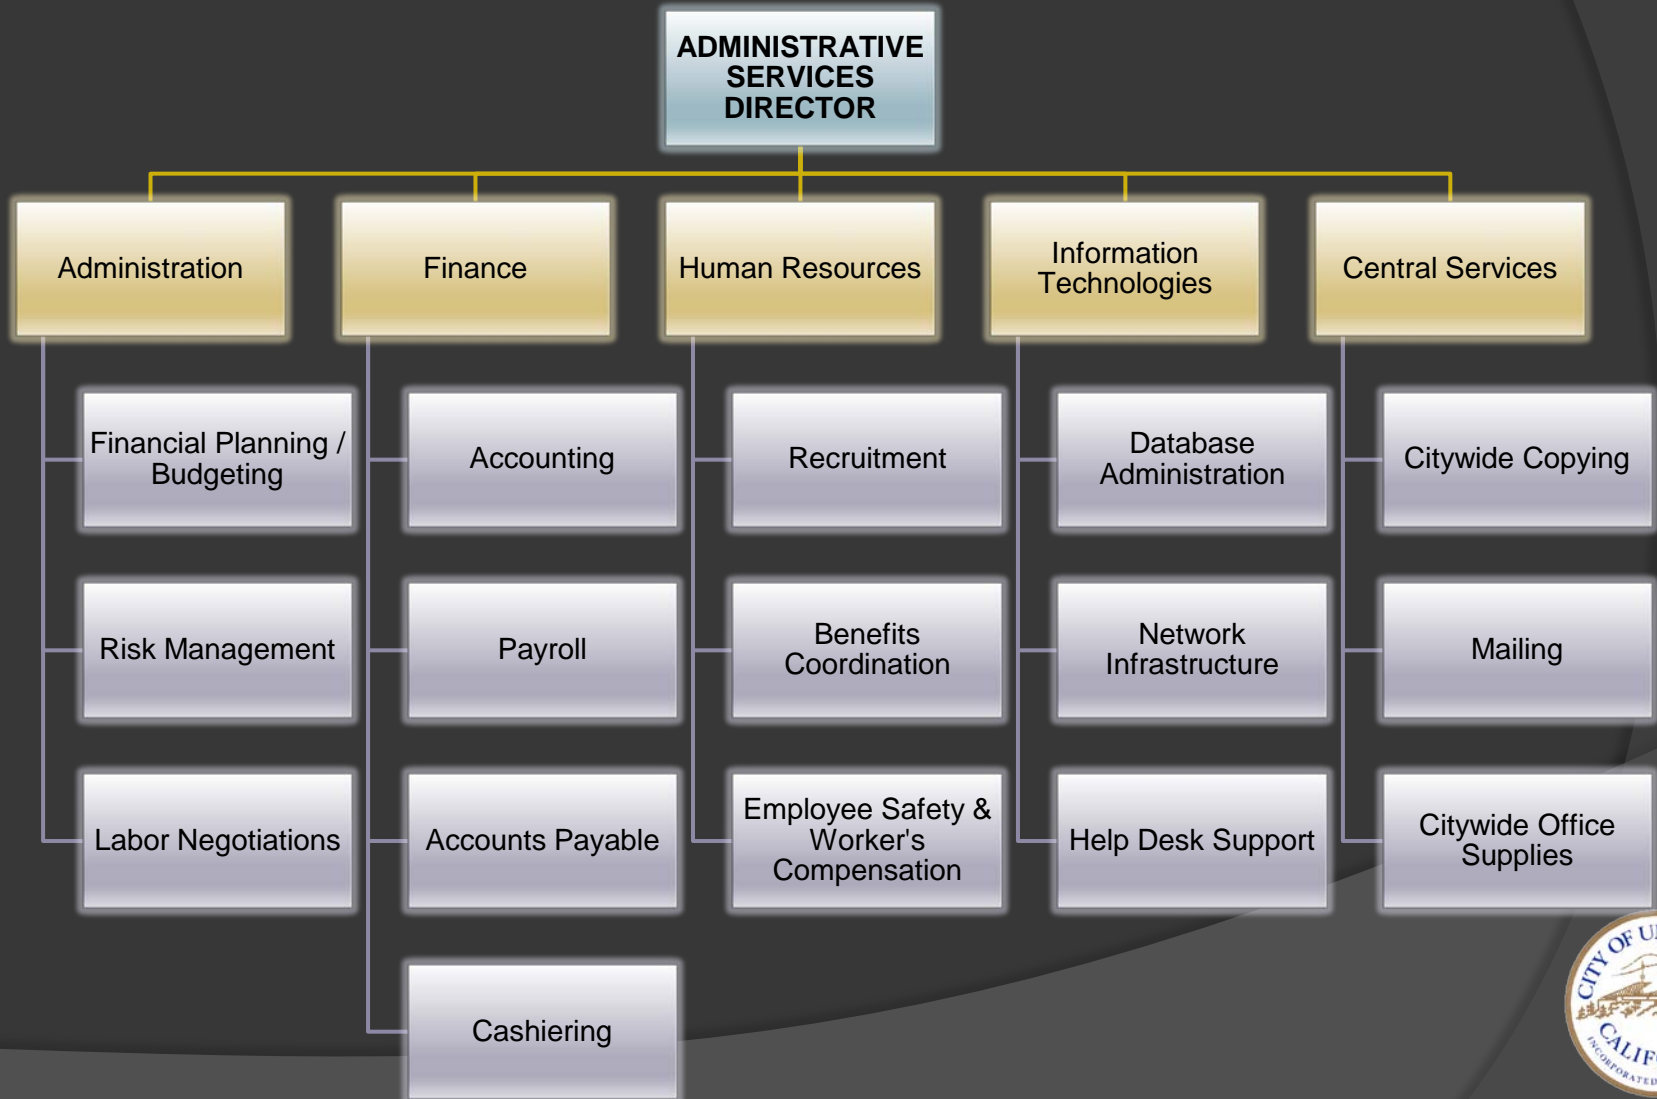 ADMINISTRATIVE
SERVICES
DIRECTOR
Administration
Finance
Human Resources
Information
Technologies
Central Services
Financial Planning /
Budgeting
Risk Management
Labor Negotiations
Accounting
Payroll
Accounts Payable
Cashiering
Recruitment
Benefits
Coordination
Employee Safety &
Worker's
Compensation
Database
Administration
Network
Infrastructure
Help Desk Support
Citywide Copying
Mailing
Citywide Office
Supplies
CITY OF